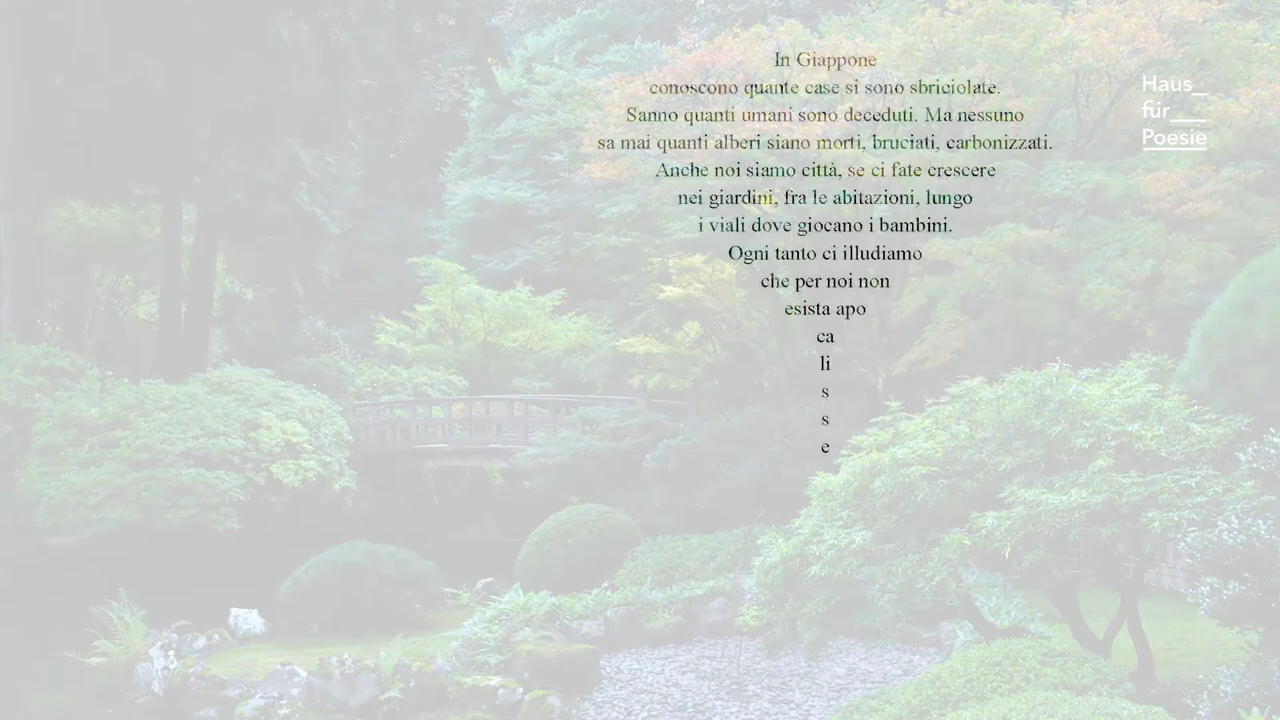 In Giappone
conoscono quante case si sono sbriciolate.
Sanno quanti umani sono deceduti. Ma nessuno
sa mai quanti alberi siano morti, bruciati, carbonizzati.
Anche noi siamo città, se ci fate crescere
nei giardini, fra le abitazioni, lungo
i viali dove giocano i bambini.
Ogni tanto ci illudiamo
che per noi non
esista apo
ca
li
s
s
e
Haus_
für__
Poesie